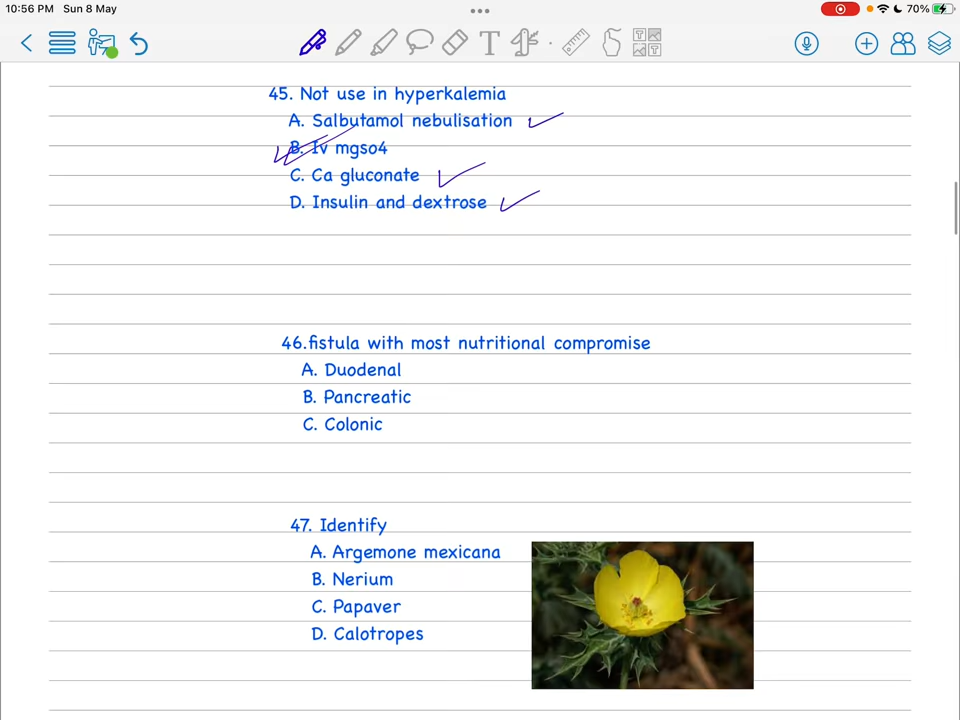 10:56 PM Sun 8 May
70%
45. Not use in hyperkalemia
A. Salbutamol nebulisation
B. Iv mgso4
C. Ca gluconate
D. Insulin and dextrose
46.fistula with most nutritional compromise
A. Duodenal
B. Pancreatic
C. Colonic
47. Identify
A. Argemone mexicana
B. Nerium
C. Papaver
D. Calotropes